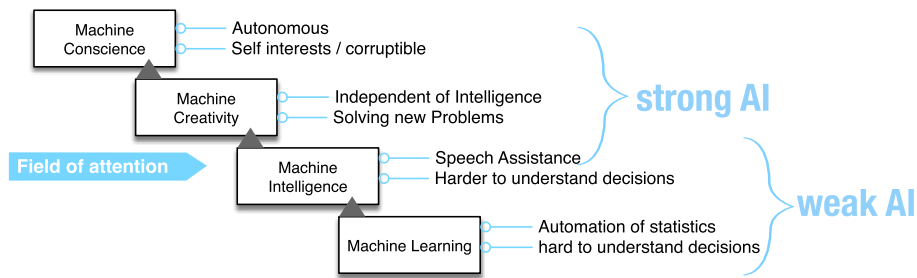 Machine
Conscience
Autonomous
Self interests / corruptible
Machine
Creativity
Independent of Intelligence
Solving new Problems
strong AI
Field of attention
Machine
Intelligence
Speech Assistance
Harder to understand decisions
weak AI
Machine Learning
Automation of statistics
hard to understand decisions